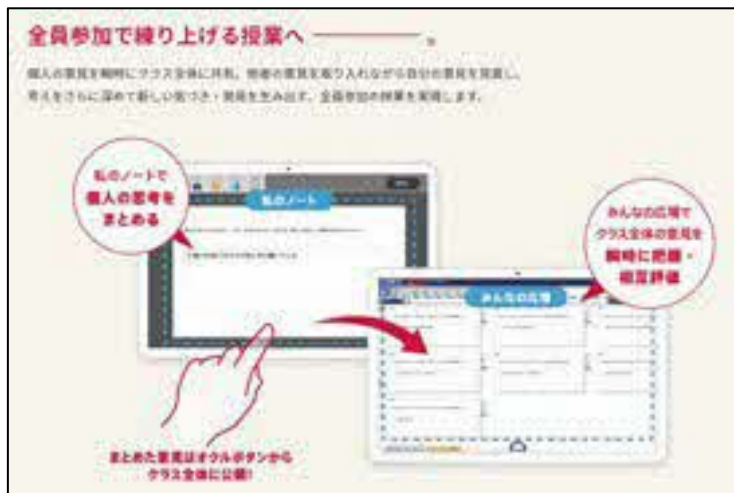 全員参加で練り上げる授業へ
個人の意見を瞬時にクラス全体に共有。他者の意見を取り入れながら自分の意見を見直し、
考えをさらに深めて新しい気づき・発見を生み出す、全員参加の授業を実現します。
私のノートで
個人の思考を
まとめる
私のノート
みんなの広場で
クラス全体の意見を
瞬時に把握・
相互評価
みんなの広場
まとめた意見はオクルボタンから
クラス全体に公開!